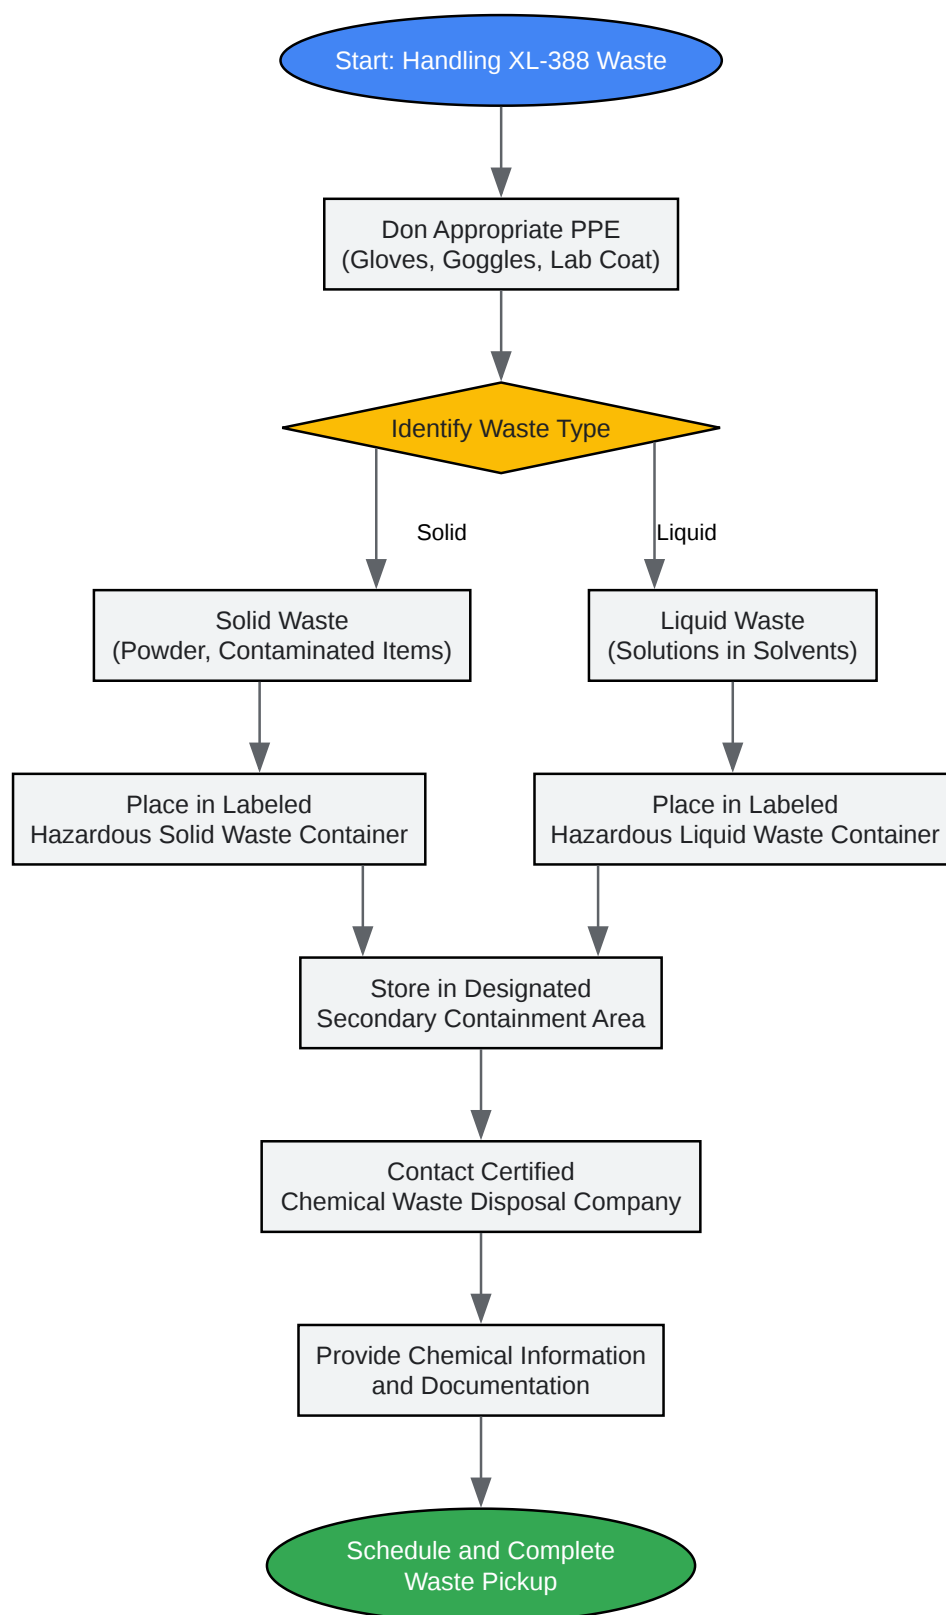 Start: Handling XL-388 Waste
Don Appropriate PPE
(Gloves, Goggles, Lab Coat)
Identify Waste Type
Solid
Liquid
Solid Waste
(Powder, Contaminated Items)
Liquid Waste
(Solutions in Solvents)
Place in Labeled
Hazardous Solid Waste Container
Place in Labeled
Hazardous Liquid Waste Container
Store in Designated
Secondary Containment Area
Contact Certified
Chemical Waste Disposal Company
Provide Chemical Information
and Documentation
Schedule and Complete
Waste Pickup